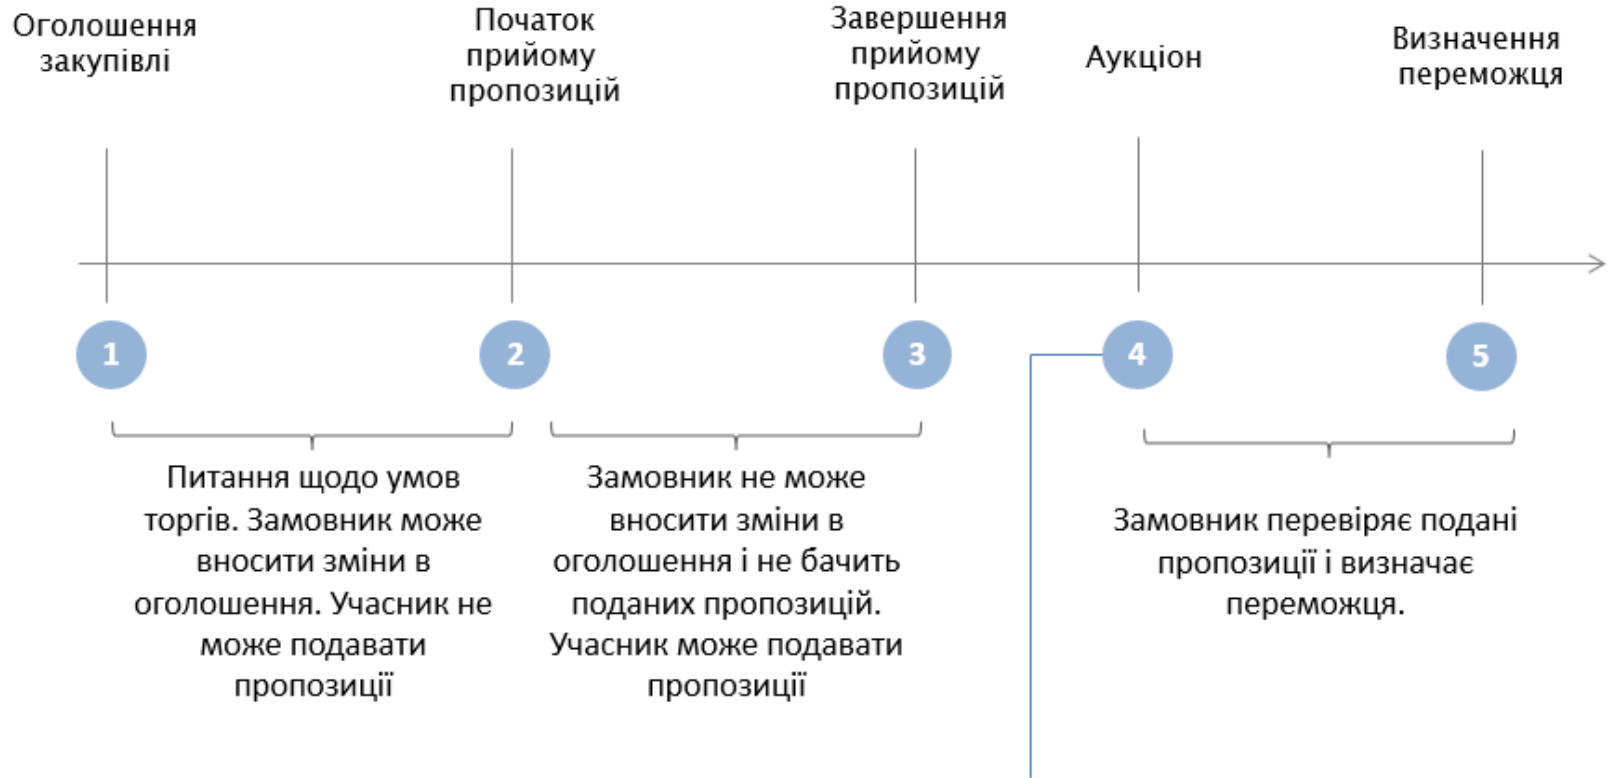 Оголошення
закупівлі
Початок
прийому
пропозицій
Завершення
прийому
пропозицій
Аукціон
Визначення
переможця
1
2
3
4
5
Питання щодо умов
торгів. Замовник може
вносити зміни в
оголошення. Учасник не
може подавати
пропозиції
Замовник не може
вносити зміни в
оголошення і не бачить
поданих пропозицій.
Учасник може подавати
пропозиції
Замовник перевіряє подані
пропозиції і визначає
переможця.